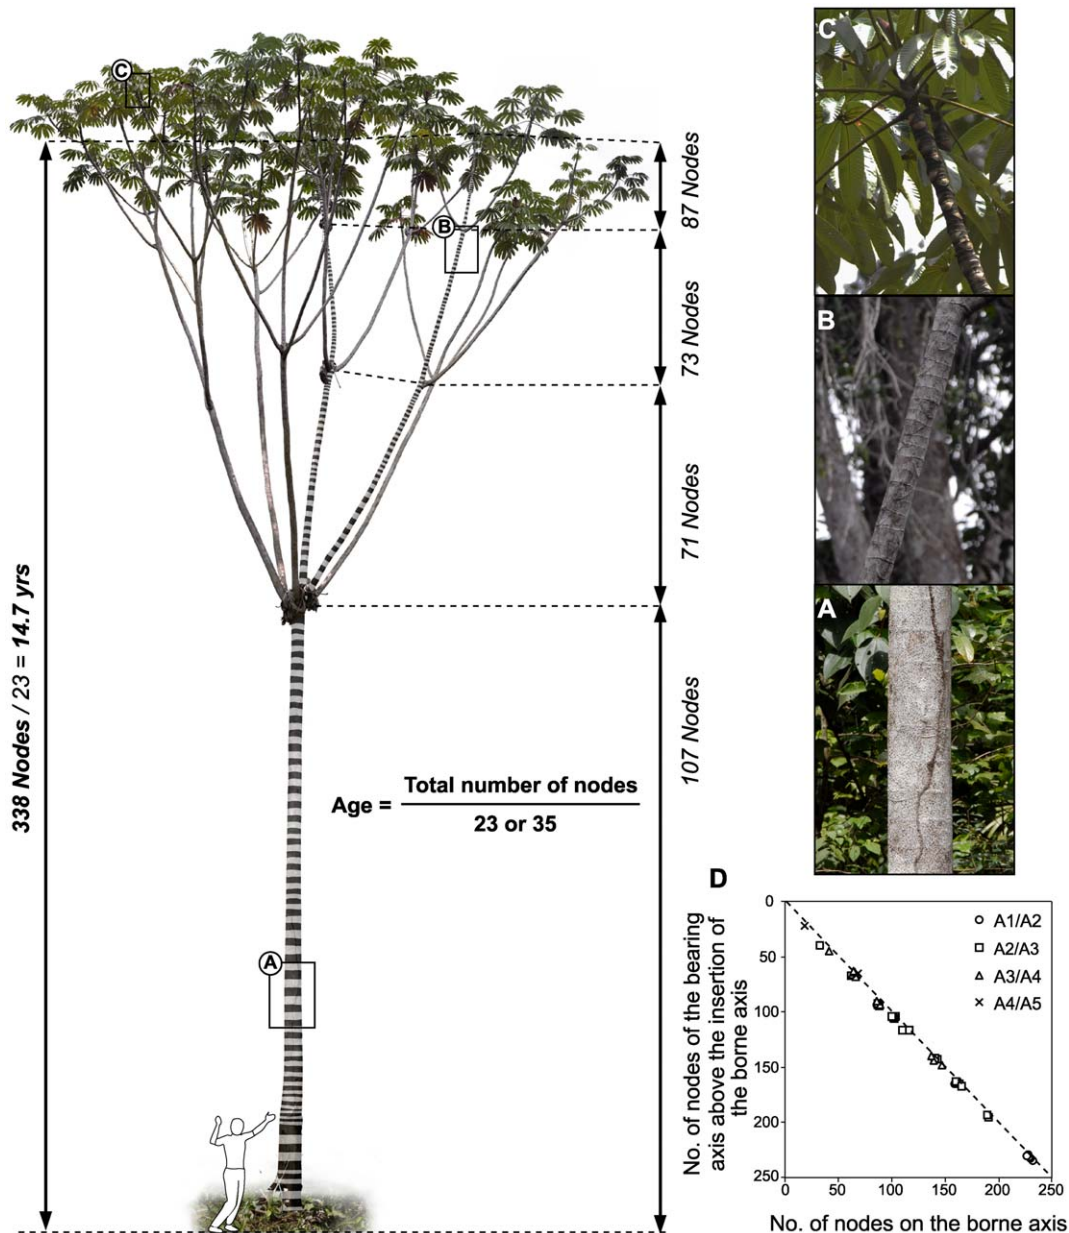 C
B
A
338 Nodes / 23 = 14.7 yrs
87 Nodes
73 Nodes
71 Nodes
107 Nodes
Age = Total number of nodes
23 or 35
C
B
A
D
No. of nodes of the bearing
axis above the insertion of
the borne axis
0
50
100
150
200
250
A1/A2
A2/A3
A3/A4
A4/A5
0 50 100 150 200 250
No. of nodes on the borne axis